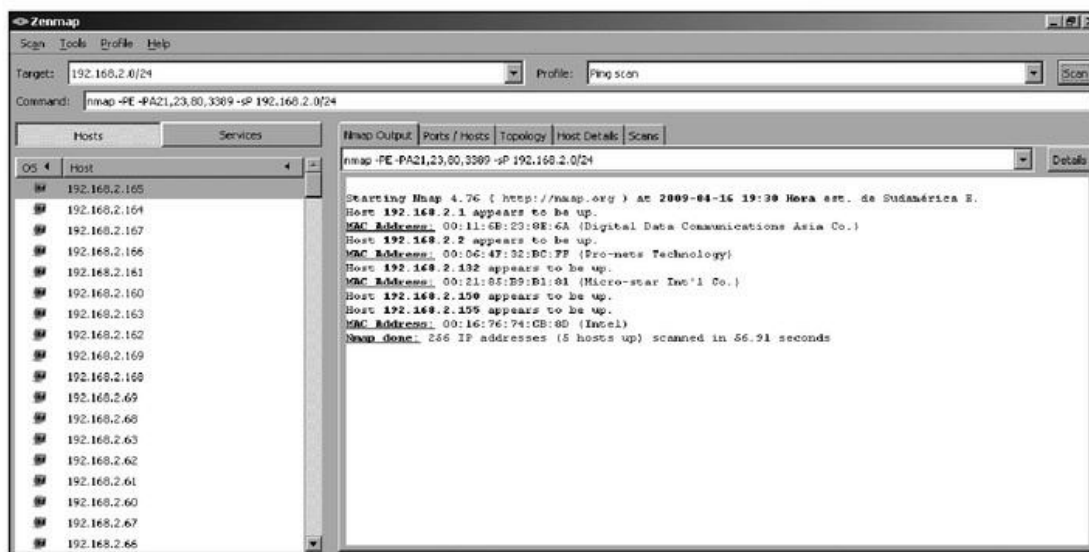 Zenmap
Scan Tools Profile Help
Target: 192.168.2.0/24 Profile: Ping scan Scan
Command: nmap -PE -PA21,23,80,3389 -sP 192.168.2.0/24
Hosts Services
Nmap Output Ports / Hosts Topology Host Details Scans
OS Host
nmap -PE -PA21,23,80,3389 -sP 192.168.2.0/24 Details
192.168.2.165
192.168.2.164
192.168.2.167
192.168.2.166
192.168.2.161
192.168.2.160
192.168.2.163
192.168.2.162
192.168.2.169
192.168.2.168
192.168.2.69
192.168.2.68
192.168.2.63
192.168.2.62
192.168.2.61
192.168.2.60
192.168.2.67
192.168.2.66
Starting Nmap 4.76 ( http://nmap.org ) at 2009-04-16 19:30 Hora est. de Sudamérica E.
Host 192.168.2.1 appears to be up.
MAC Address: 00:11:6B:23:8E:6A (Digital Data Communications Asia Co.)
Host 192.168.2.2 appears to be up.
MAC Address: 00:06:47:32:BC:FF (Pro-nets Technology)
Host 192.168.2.132 appears to be up.
MAC Address: 00:21:85:B9:B1:81 (Micro-star Int'l Co.)
Host 192.168.2.150 appears to be up.
Host 192.168.2.155 appears to be up.
MAC Address: 00:16:76:74:CB:8D (Intel)
Nmap done: 256 IP addresses (5 hosts up) scanned in 56.91 seconds